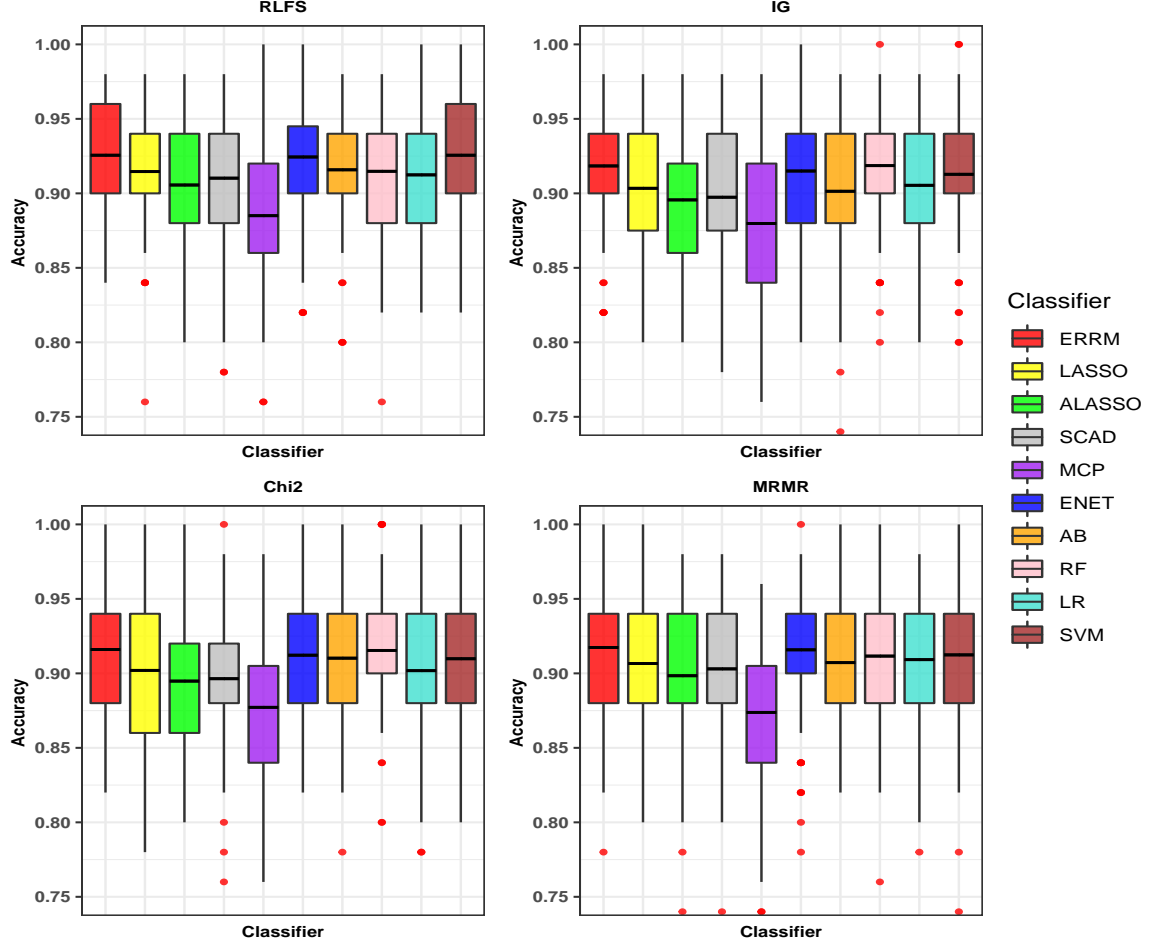 RLFS
IG
1.00
0.95
0.90
0.85
0.80
0.75
Accuracy
Classifier
1.00
0.95
0.90
0.85
0.80
0.75
Accuracy
Classifier
Chi2
MRMR
1.00
0.95
0.90
0.85
0.80
0.75
Accuracy
Classifier
1.00
0.95
0.90
0.85
0.80
0.75
Accuracy
Classifier
Classifier
ERRM
LASSO
ALASSO
SCAD
MCP
ENET
AB
RF
LR
SVM